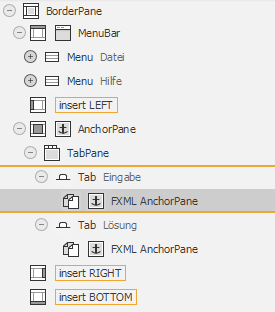 BorderPane
MenuBar
Menu Datei
Menu Hilfe
insert LEFT
AnchorPane
TabPane
Tab Eingabe
FXML AnchorPane
Tab Lösung
FXML AnchorPane
insert RIGHT
insert BOTTOM